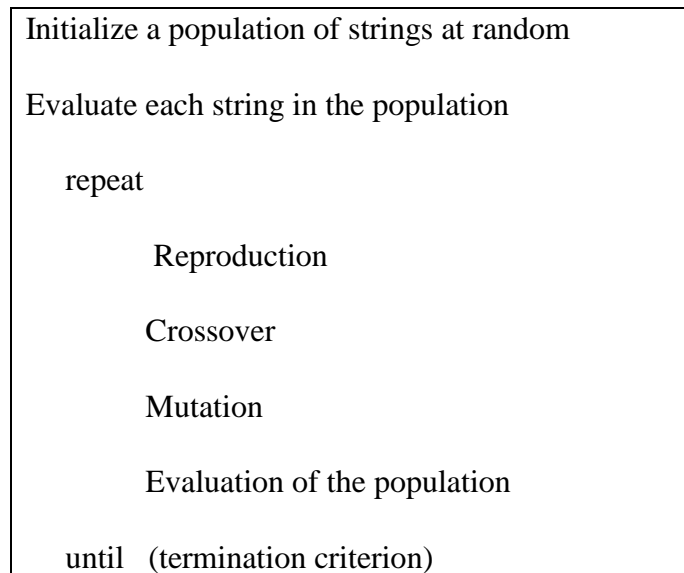 Initialize a population of strings at random
Evaluate each string in the population
repeat
Reproduction
Crossover
Mutation
Evaluation of the population
until (termination criterion)